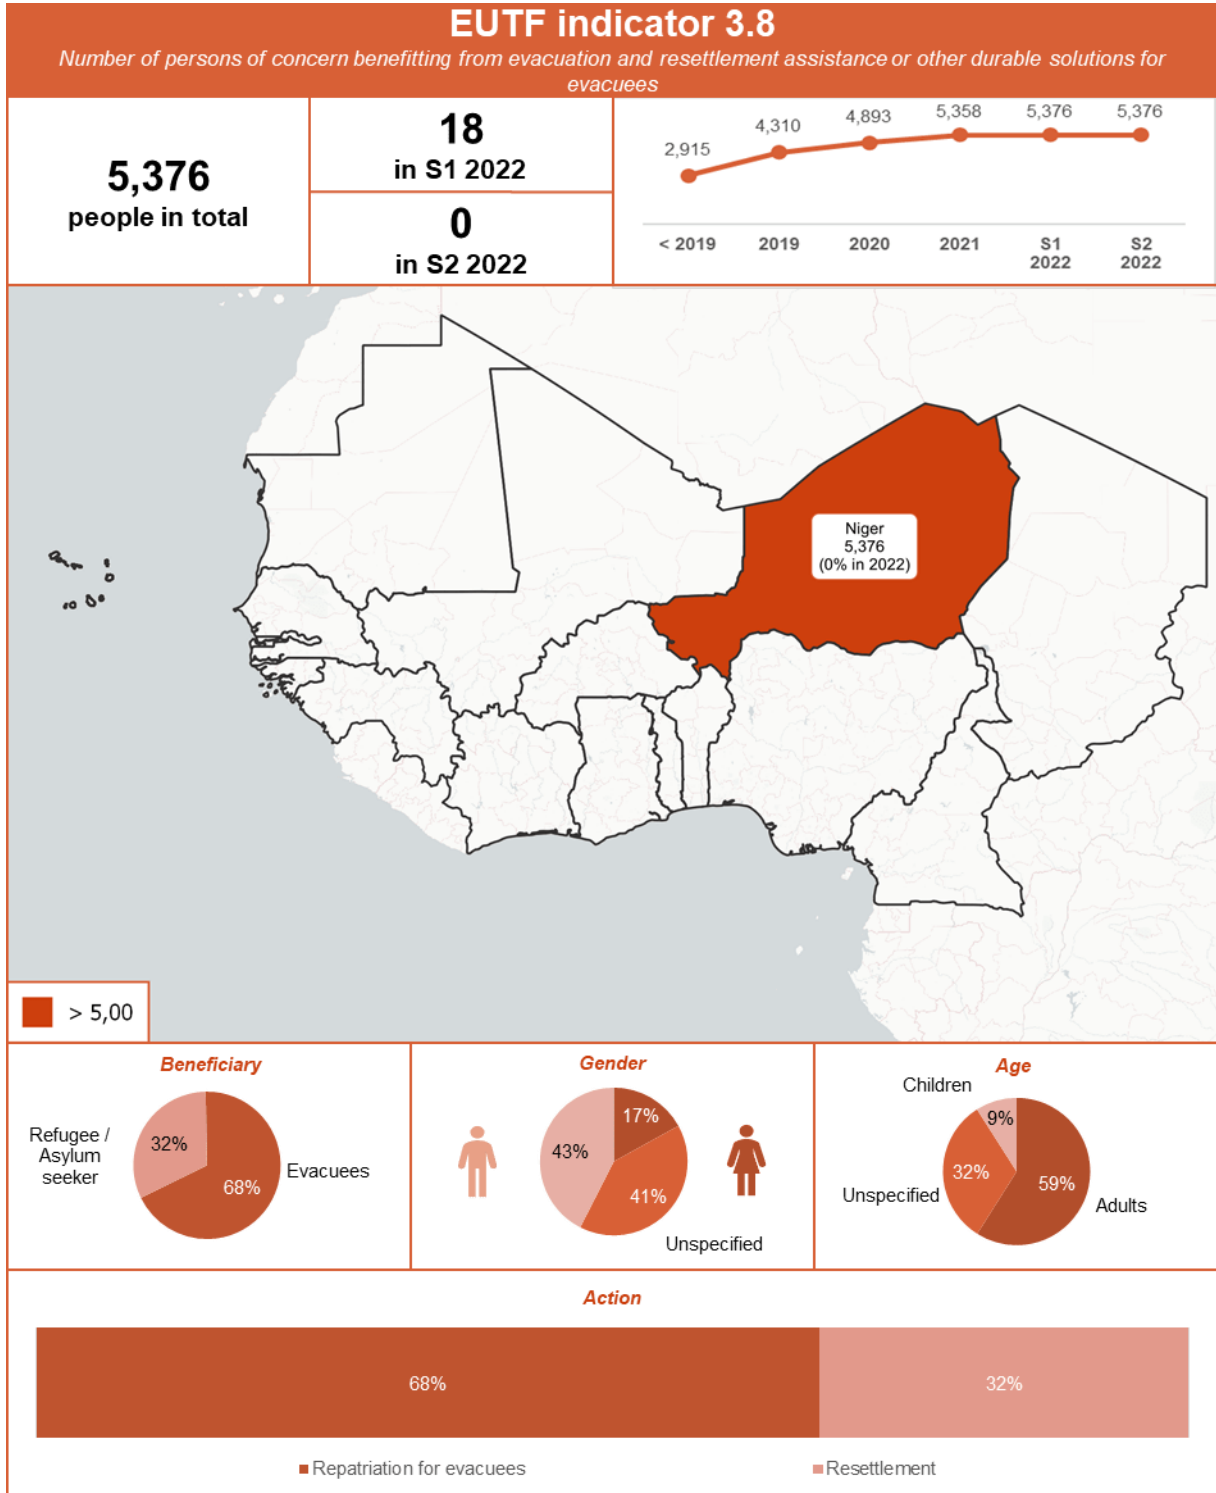 EUTF indicator 3.8
Number of persons of concern benefitting from evacuation and resettlement assistance or other durable solutions for
evacuees
5,376
people in total
18
in S1 2022
0
in S2 2022
2,915
4,310
4,893
5,358
5,376
5,376
< 2019
2019
2020
2021
S1
2022
S2
2022
Niger
5,376
(0% in 2022)
> 5,00
Beneficiary
Refugee /
Asylum
seeker
32%
68%
Evacuees
Gender
17%
43%
41%
Unspecified
Age
Children
9%
32%
59%
Unspecified
Adults
Action
68%
32%
Repatriation for evacuees
Resettlement